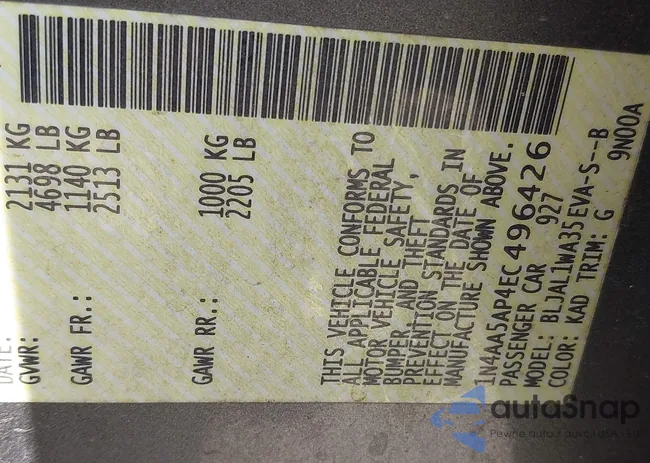 DATE:
GVWR: 2131 KG
4698 LB
GAWR FR.: 1140 KG
2513 LB
GAWR RR.: 1000 KG
2205 LB
THIS VEHICLE CONFORMS TO
ALL APPLICABLE FEDERAL
MOTOR VEHICLE SAFETY,
BUMPER, AND THEFT
PREVENTION STANDARDS IN
EFFECT ON THE DATE OF
MANUFACTURE SHOWN ABOVE.
1N4AA5AP4EC496426
PASSENGER CAR 927
MODEL: BLJAL1WA35EVA-S--B
COLOR: KAD TRIM: G 9N00A
autaSnap